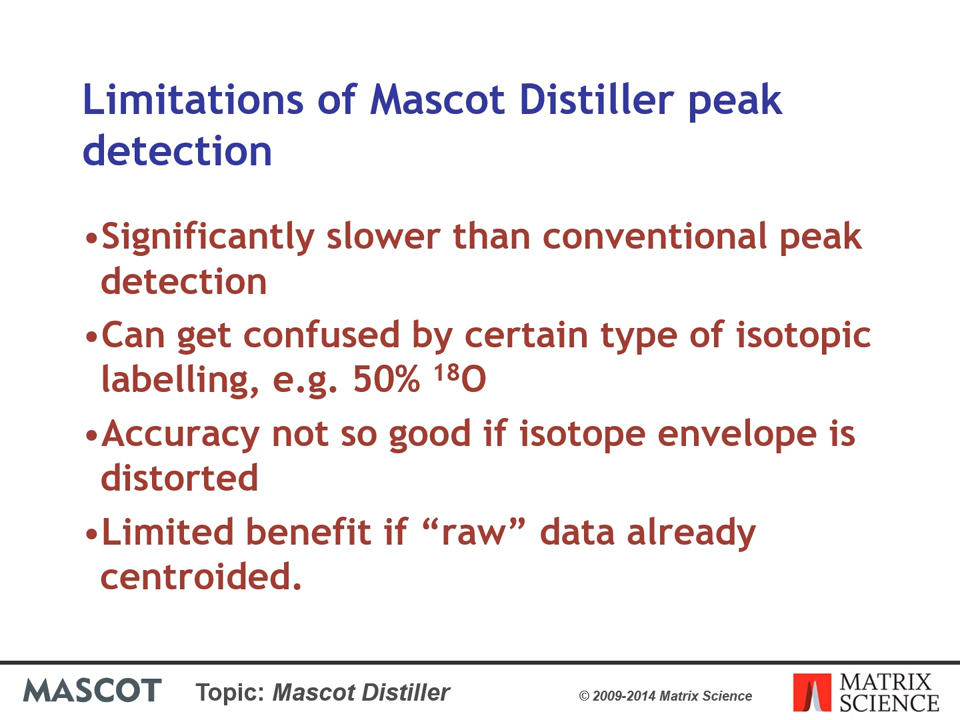 Limitations of Mascot Distiller peak
detection
•Significantly slower than conventional peak
detection
•Can get confused by certain type of isotopic
labelling, e.g. 50% ¹⁸O
•Accuracy not so good if isotope envelope is
distorted
•Limited benefit if “raw” data already
centroided.
MASCOT
Topic: Mascot Distiller
© 2009-2014 Matrix Science
MATRIX
SCIENCE